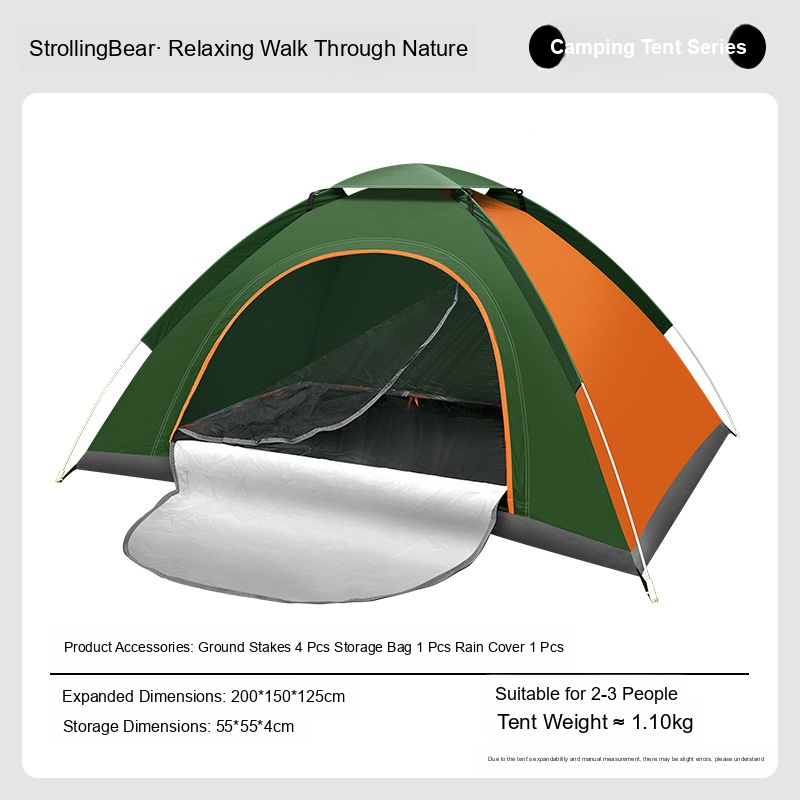 StrollingBear· Relaxing Walk Through Nature
Camping Tent Series
Product Accessories: Ground Stakes 4 Pcs Storage Bag 1 Pcs Rain Cover 1 Pcs
Expanded Dimensions: 200*150*125cm
Suitable for 2-3 People
Storage Dimensions: 55*55*4cm
Tent Weight ≈ 1.10kg
Due to the tent's expandability and manual measurement, there may be slight errors, please understand